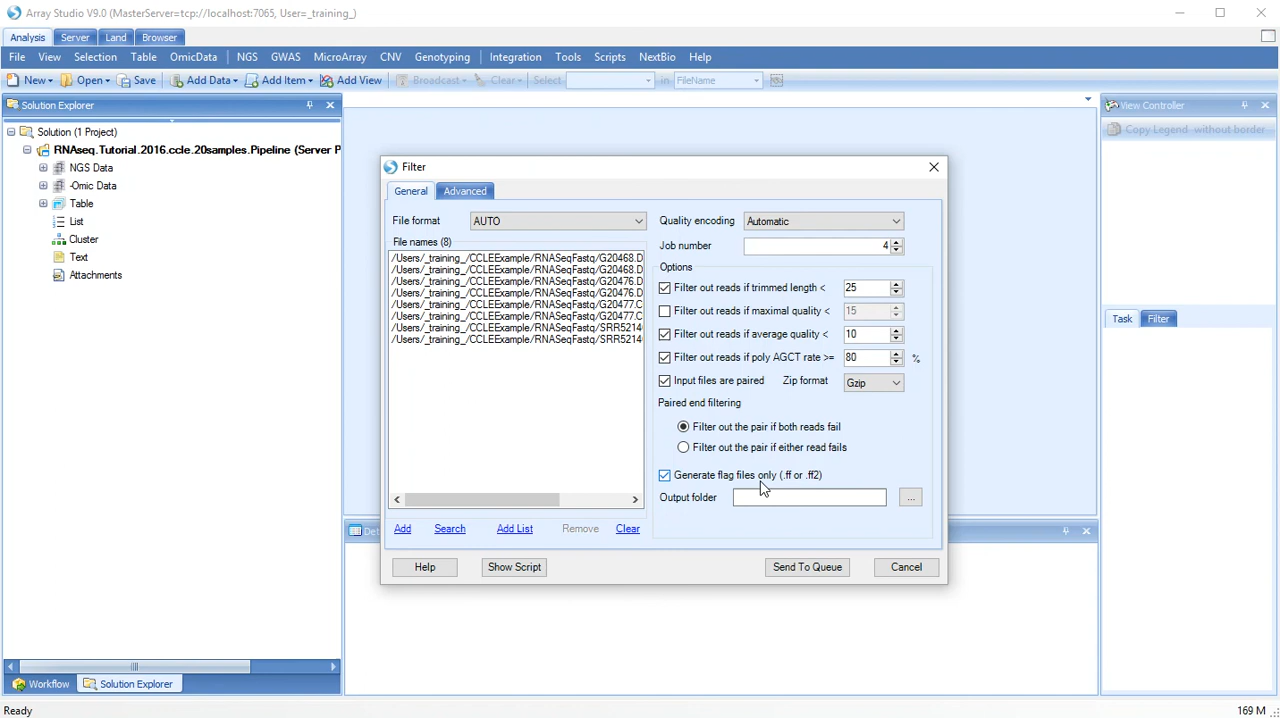 Array Studio V9.0 (MasterServer=tcp://localhost:7065, User=_training_)
Analysis Server Land Browser
File View Selection Table OmicData NGS GWAS MicroArray CNV Genotyping Integration Tools Scripts NextBio Help
New Open Save Add Data Add Item Add View Broadcast Clear Select in FileName
Solution Explorer
Solution (1 Project)
RNAseq.Tutorial.2016.ccle.20samples.Pipeline (Server P
NGS Data
-Omic Data
Table
List
Cluster
Text
Attachments
Workflow Solution Explorer
Filter
General Advanced
File format AUTO
File names (8)
/Users/_training_/CCLEExample/RNASeqFastq/G20468.D
/Users/_training_/CCLEExample/RNASeqFastq/G20468.D
/Users/_training_/CCLEExample/RNASeqFastq/G20476.D
/Users/_training_/CCLEExample/RNASeqFastq/G20476.D
/Users/_training_/CCLEExample/RNASeqFastq/G20477.C
/Users/_training_/CCLEExample/RNASeqFastq/G20477.C
/Users/_training_/CCLEExample/RNASeqFastq/SRR5214
/Users/_training_/CCLEExample/RNASeqFastq/SRR5214
Add Search Add List Remove Clear
Quality encoding Automatic
Job number 4
Options
Filter out reads if trimmed length < 25
Filter out reads if maximal quality < 15
Filter out reads if average quality < 10
Filter out reads if poly AGCT rate >= 80 %
Input files are paired Zip format Gzip
Paired end filtering
Filter out the pair if both reads fail
Filter out the pair if either read fails
Generate flag files only (.ff or .ff2)
Output folder ...
Help Show Script Send To Queue Cancel
De
View Controller
Copy Legend without border
Task Filter
Ready 169 M